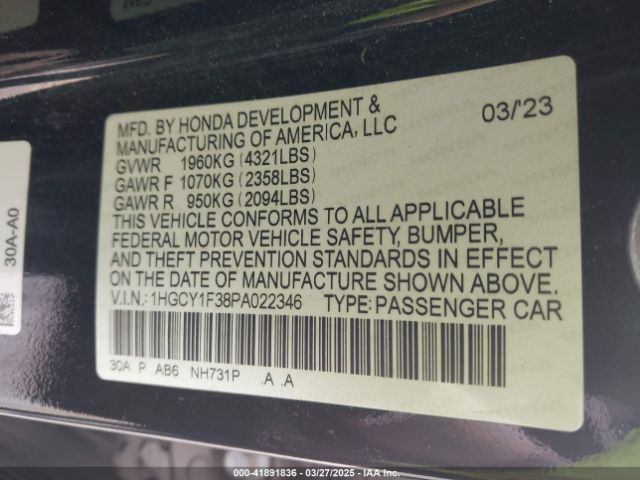 MFD. BY HONDA DEVELOPMENT &
MANUFACTURING OF AMERICA, LLC
03/'23
GVWR 1960KG (4321LBS)
GAWR F 1070KG (2358LBS)
GAWR R 950KG (2094LBS)
THIS VEHICLE CONFORMS TO ALL APPLICABLE
FEDERAL MOTOR VEHICLE SAFETY, BUMPER,
AND THEFT PREVENTION STANDARDS IN EFFECT
ON THE DATE OF MANUFACTURE SHOWN ABOVE.
V.I.N.: 1HGCY1F38PA022346 TYPE: PASSENGER CAR
30A P AB6 NH731P .A .A
30A-A0
000-41891836 - 03/27/2025 - IAA Inc.